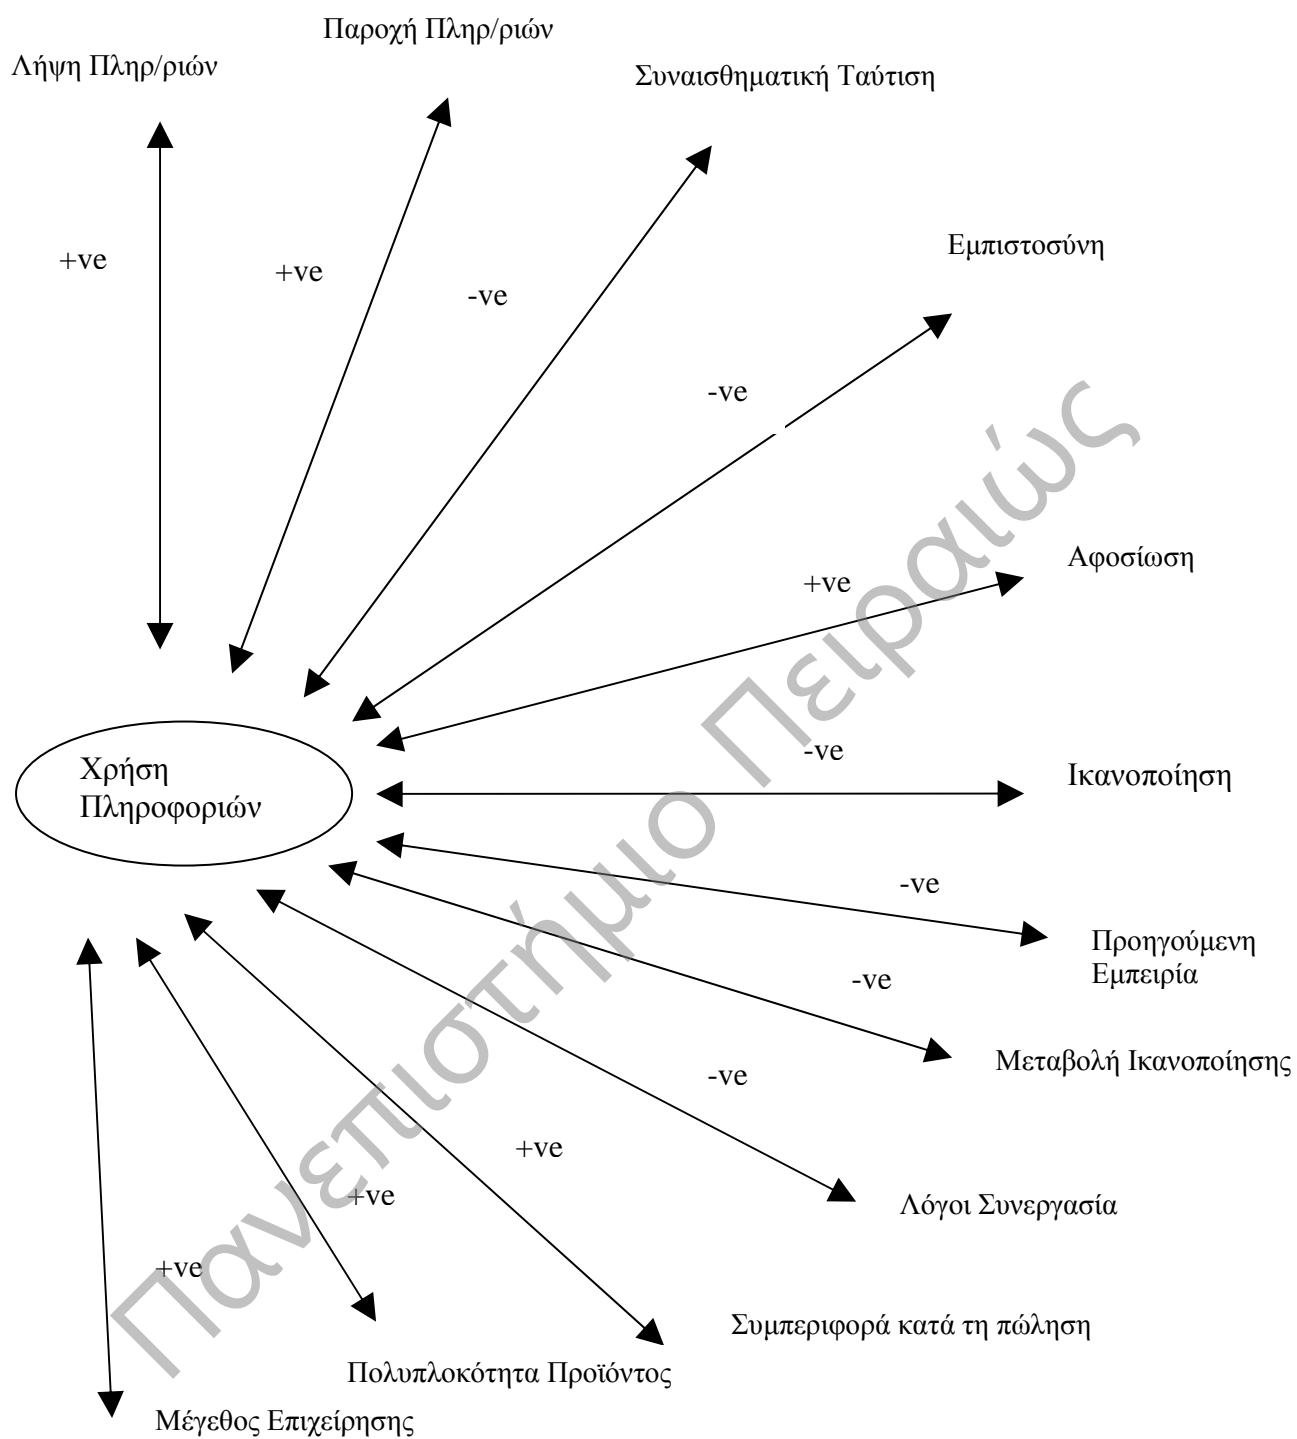 Παροχή Πληρ/ριών
Λήψη Πληρ/ριών
Συναισθηματική Ταύτιση
Εμπιστοσύνη
+ve
+ve
-ve
-ve
Αφοσίωση
+ve
-ve
Ικανοποίηση
Χρήση
Πληροφοριών
-ve
Προηγούμενη
Εμπειρία
-ve
Μεταβολή Ικανοποίησης
-ve
+ve
Λόγοι Συνεργασία
+ve
+ve
Συμπεριφορά κατά τη πώληση
Πολυπλοκότητα Προϊόντος
Μέγεθος Επιχείρησης
Πανεπιστήμιο Πειραιώς